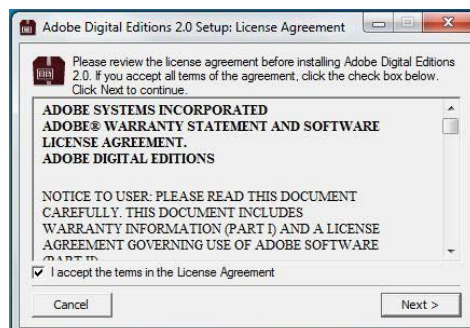 Adobe Digital Editions 2.0 Setup: License Agreement
Please review the license agreement before installing Adobe Digital Editions
2.0. If you accept all terms of the agreement, click the check box below.
Click Next to continue.
ADOBE SYSTEMS INCORPORATED
ADOBE® WARRANTY STATEMENT AND SOFTWARE
LICENSE AGREEMENT.
ADOBE DIGITAL EDITIONS
NOTICE TO USER: PLEASE READ THIS DOCUMENT
CAREFULLY. THIS DOCUMENT INCLUDES
WARRANTY INFORMATION (PART I) AND A LICENSE
AGREEMENT GOVERNING USE OF ADOBE SOFTWARE
(PART II)
I accept the terms in the License Agreement
Cancel
Next >